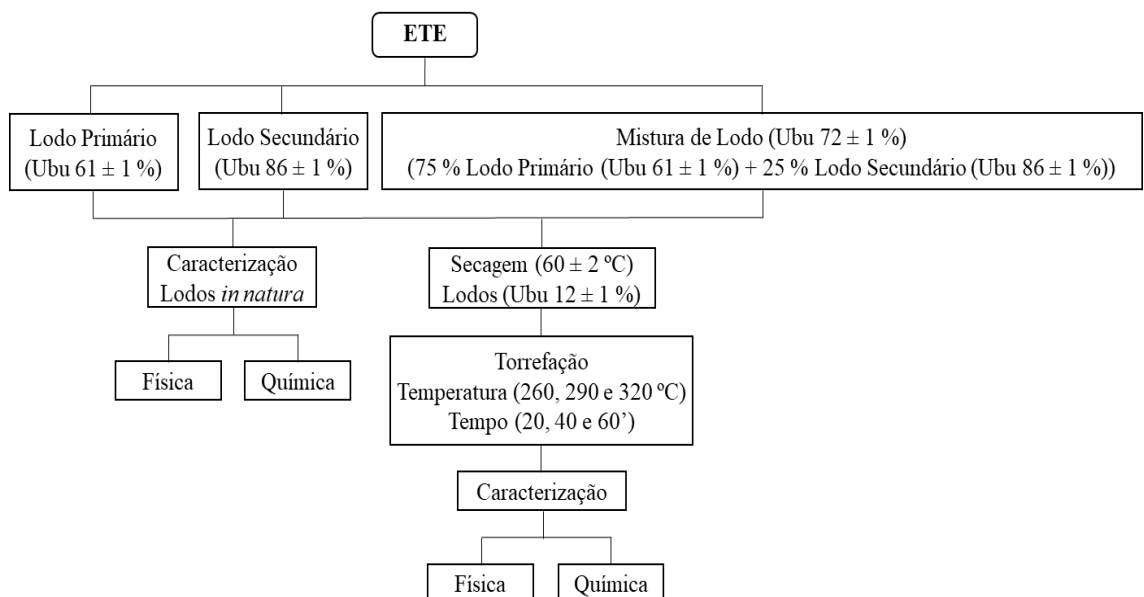 ETE
Lodo Primário
(Ubu 61 ± 1 %)
Lodo Secundário
(Ubu 86 ± 1 %)
Mistura de Lodo (Ubu 72 ± 1 %)
(75 % Lodo Primário (Ubu 61 ± 1 %) + 25 % Lodo Secundário (Ubu 86 ± 1 %))
Caracterização
Lodos in natura
Física
Química
Secagem (60 ± 2 ºC)
Lodos (Ubu 12 ± 1 %)
Torrefação
Temperatura (260, 290 e 320 ºC)
Tempo (20, 40 e 60’)
Caracterização
Física
Química